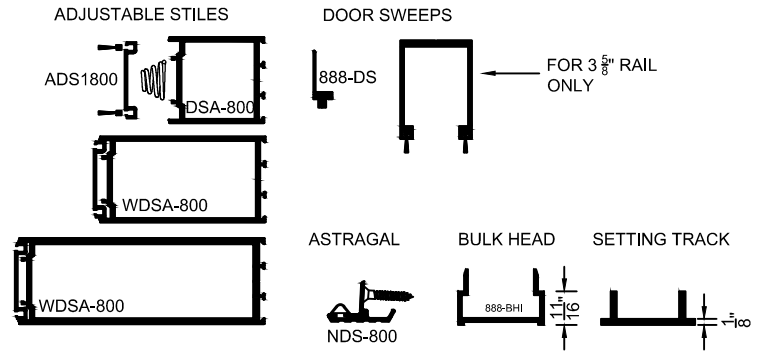 ADJUSTABLE STILES
DOOR SWEEPS
ADS1800
DSA-800
888-DS
FOR 3 5/8" RAIL
ONLY
WDSA-800
ASTRAGAL
BULK HEAD
SETTING TRACK
WDSA-800
NDS-800
888-BHI
11/16"
1/8"